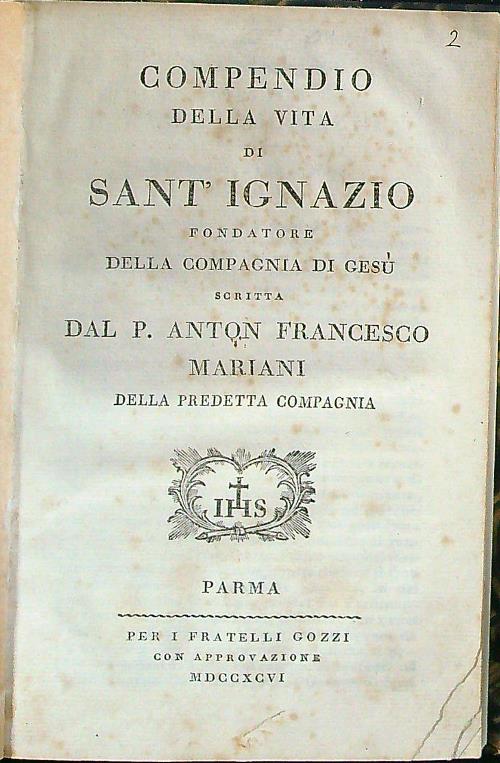 2
COMPENDIO
DELLA VITA
DI
SANT' IGNAZIO
FONDATORE
DELLA COMPAGNIA DI GESÙ
SCRITTA
DAL P. ANTON FRANCESCO
MARIANI
DELLA PREDETTA COMPAGNIA
IHS
PARMA
PER I FRATELLI GOZZI
CON APPROVAZIONE
MDCCXCVI